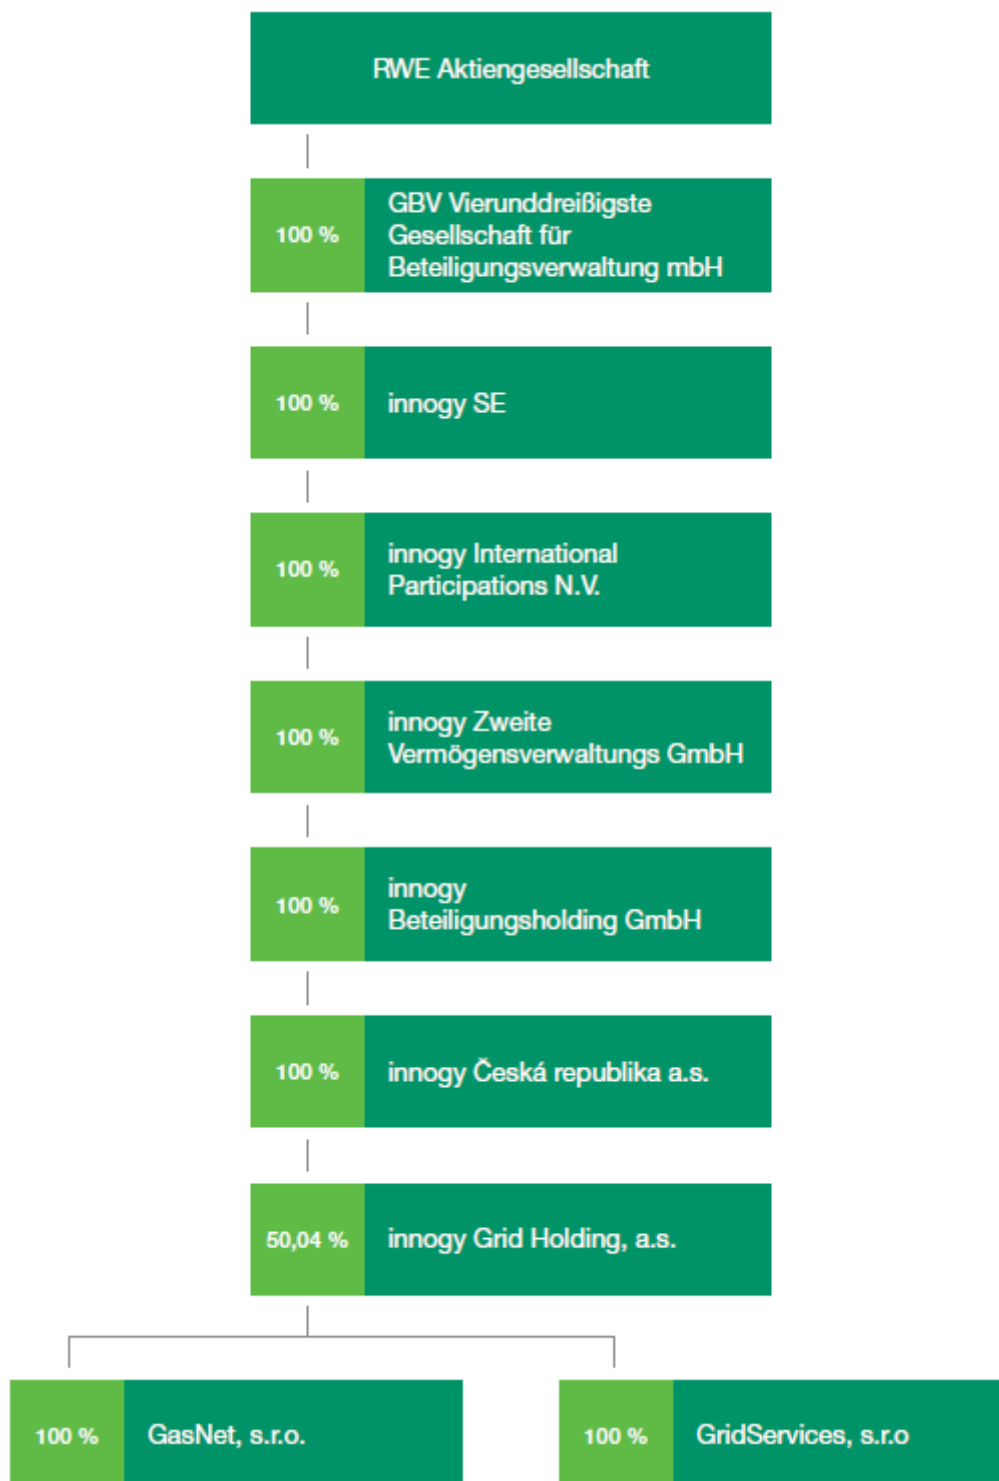 RWE Aktiengesellschaft
100 %
GBV Vierunddreißigste
Gesellschaft für
Beteiligungsverwaltung mbH
100 %
innogy SE
100 %
innogy International
Participations N.V.
100 %
innogy Zweite
Vermögensverwaltungs GmbH
100 %
innogy
Beteiligungsholding GmbH
100 %
innogy Česká republika a.s.
50,04 %
innogy Grid Holding, a.s.
100 %
GasNet, s.r.o.
100 %
GridServices, s.r.o